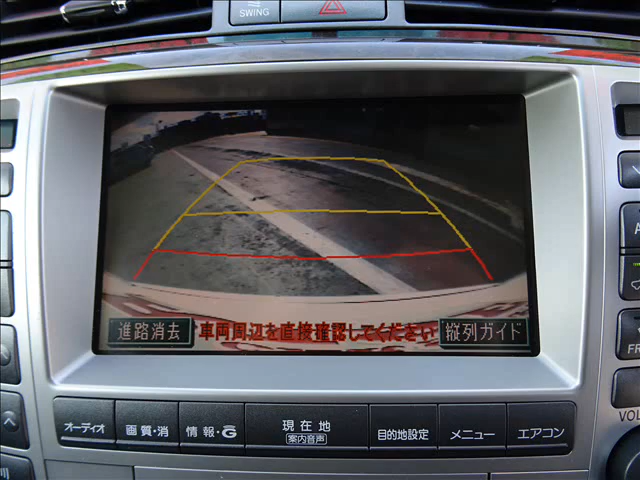 SWING
進路消去
車両周辺を直接確認してください
縦列ガイド
オーディオ
画質・消
情報・G
現在地
案内音声
目的地設定
メニュー
エアコン
FR
VOL